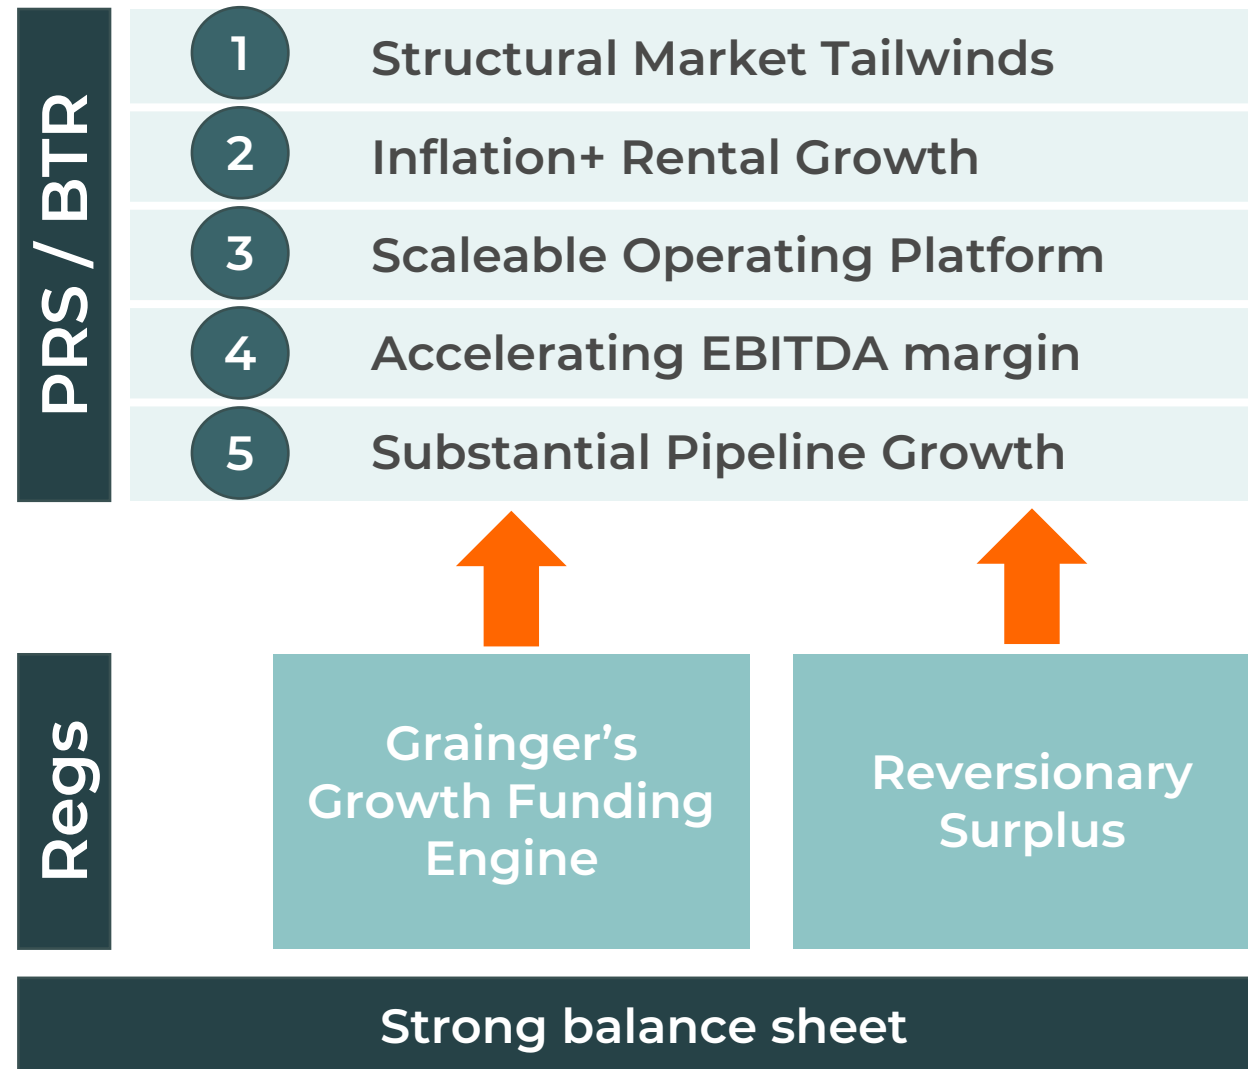 PRS / BTR
1 Structural Market Tailwinds
2 Inflation+ Rental Growth
3 Scaleable Operating Platform
4 Accelerating EBITDA margin
5 Substantial Pipeline Growth
Regs
Grainger’s
Growth Funding
Engine
Reversionary
Surplus
Strong balance sheet